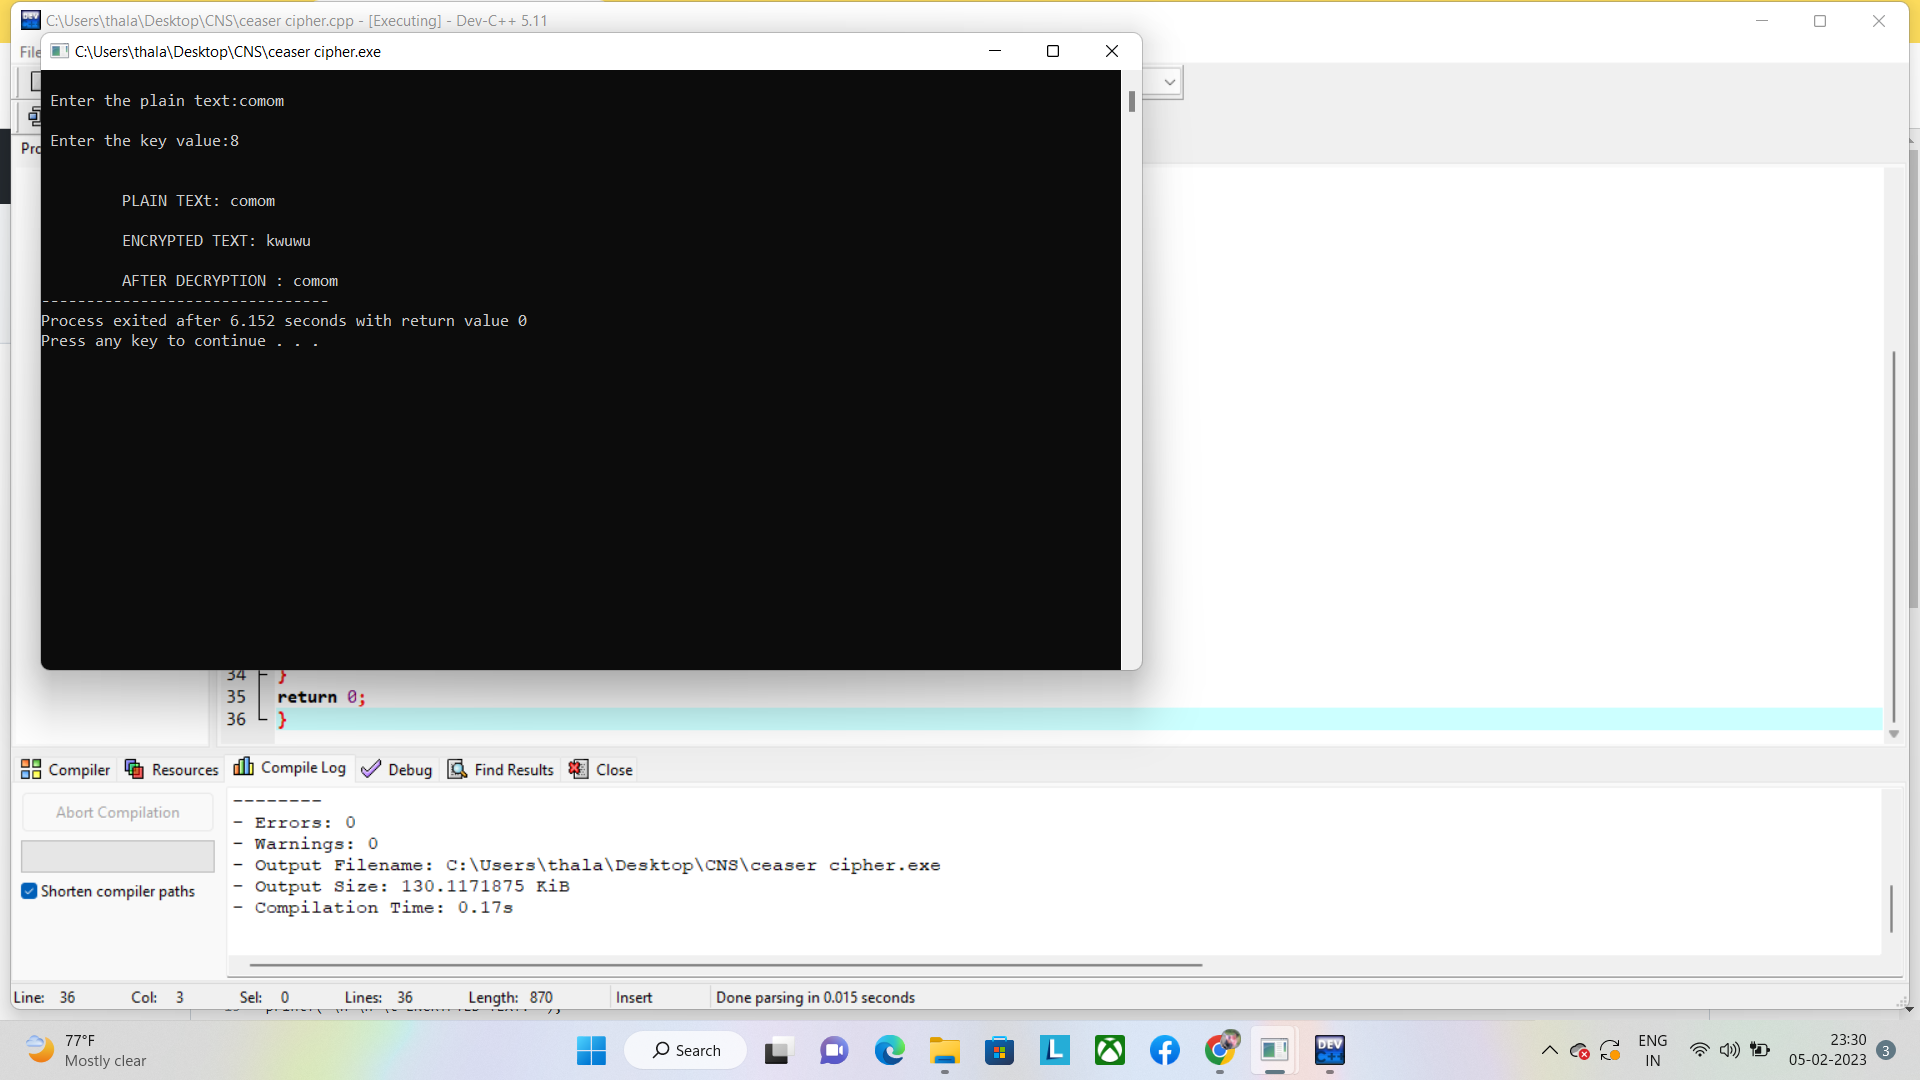 C:\Users\thala\Desktop\CNS\ceaser cipher.cpp - [Executing] - Dev-C++ 5.11
File
C:\Users\thala\Desktop\CNS\ceaser cipher.exe
Enter the plain text:comom
Enter the key value:8
PLAIN TEXt: comom
ENCRYPTED TEXT: kwuwu
AFTER DECRYPTION : comom
--------------------------------
Process exited after 6.152 seconds with return value 0
Press any key to continue . . .
34 }
35 return 0;
36 }
Compiler Resources Compile Log Debug Find Results Close
Abort Compilation
Shorten compiler paths
--------
- Errors: 0
- Warnings: 0
- Output Filename: C:\Users\thala\Desktop\CNS\ceaser cipher.exe
- Output Size: 130.1171875 KiB
- Compilation Time: 0.17s
Line: 36 Col: 3 Sel: 0 Lines: 36 Length: 870 Insert Done parsing in 0.015 seconds
77°F
Mostly clear
Search
DEV
C++
ENG
IN
23:30
05-02-2023
3